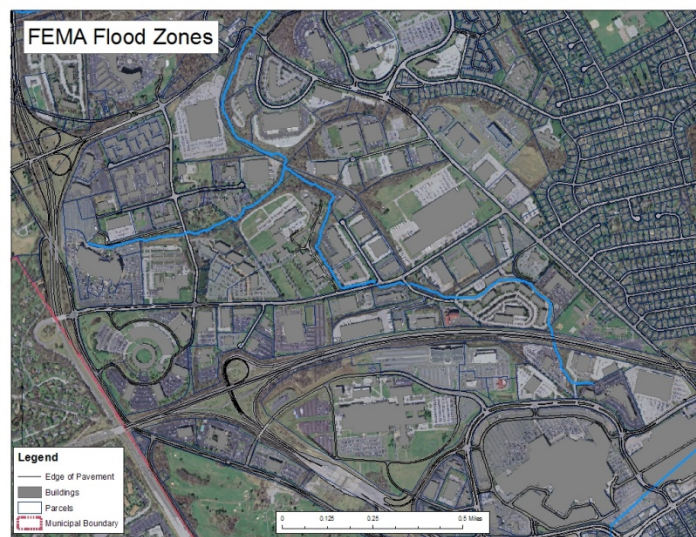 FEMA Flood Zones
Legend
Edge of Pavement
Buildings
Parcels
Municipal Boundary
0 0.125 0.25 0.5 Miles